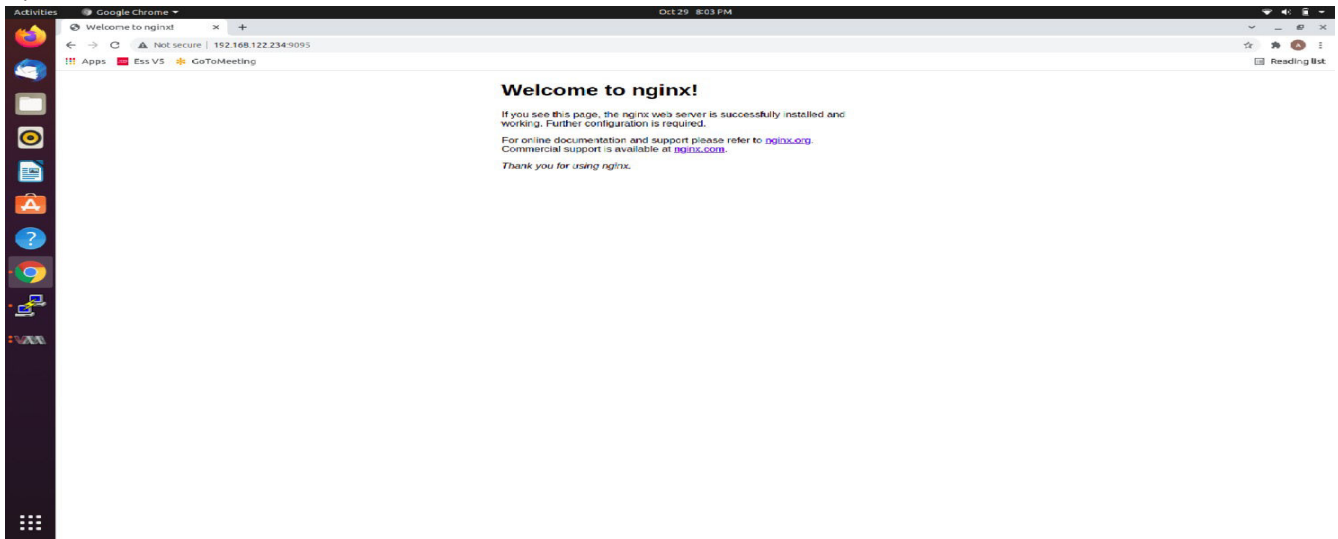 Activities Google Chrome Oct 29 8:03 PM
Welcome to nginx!
Not secure 192.168.122.234:9095
Apps Ess V5 GoToMeeting Reading list
Welcome to nginx!
If you see this page, the nginx web server is successfully installed and
working. Further configuration is required.
For online documentation and support please refer to nginx.org.
Commercial support is available at nginx.com.
Thank you for using nginx.